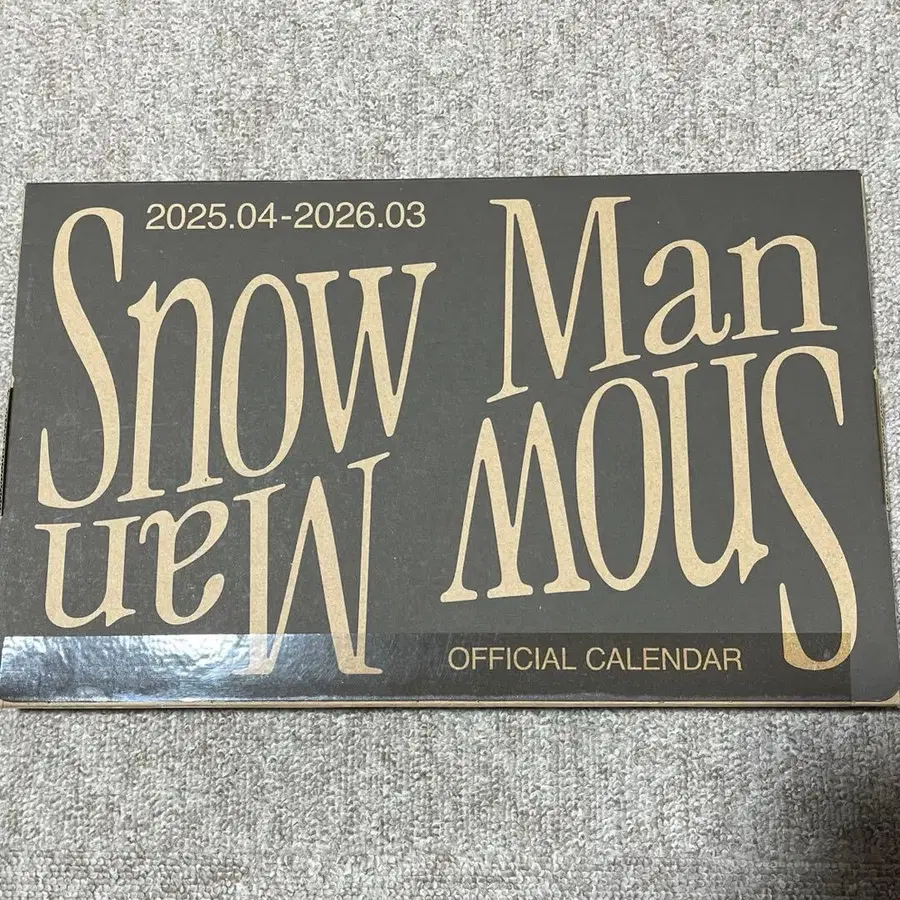 2025.04-2026.03
Snow Man
Snow Man
OFFICIAL CALENDAR